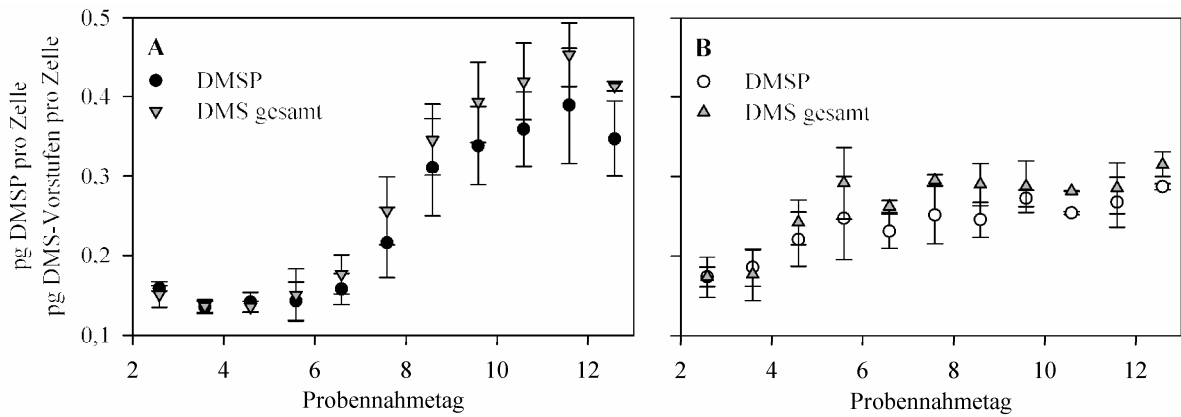 pg DMSP pro Zelle
pg DMS-Vorstufen pro Zelle
0,5
0,4
0,3
0,2
0,1
A
DMSP
DMS gesamt
2
4
6
8
10
12
Probennahmetag
B
DMSP
DMS gesamt
2
4
6
8
10
12
Probennahmetag